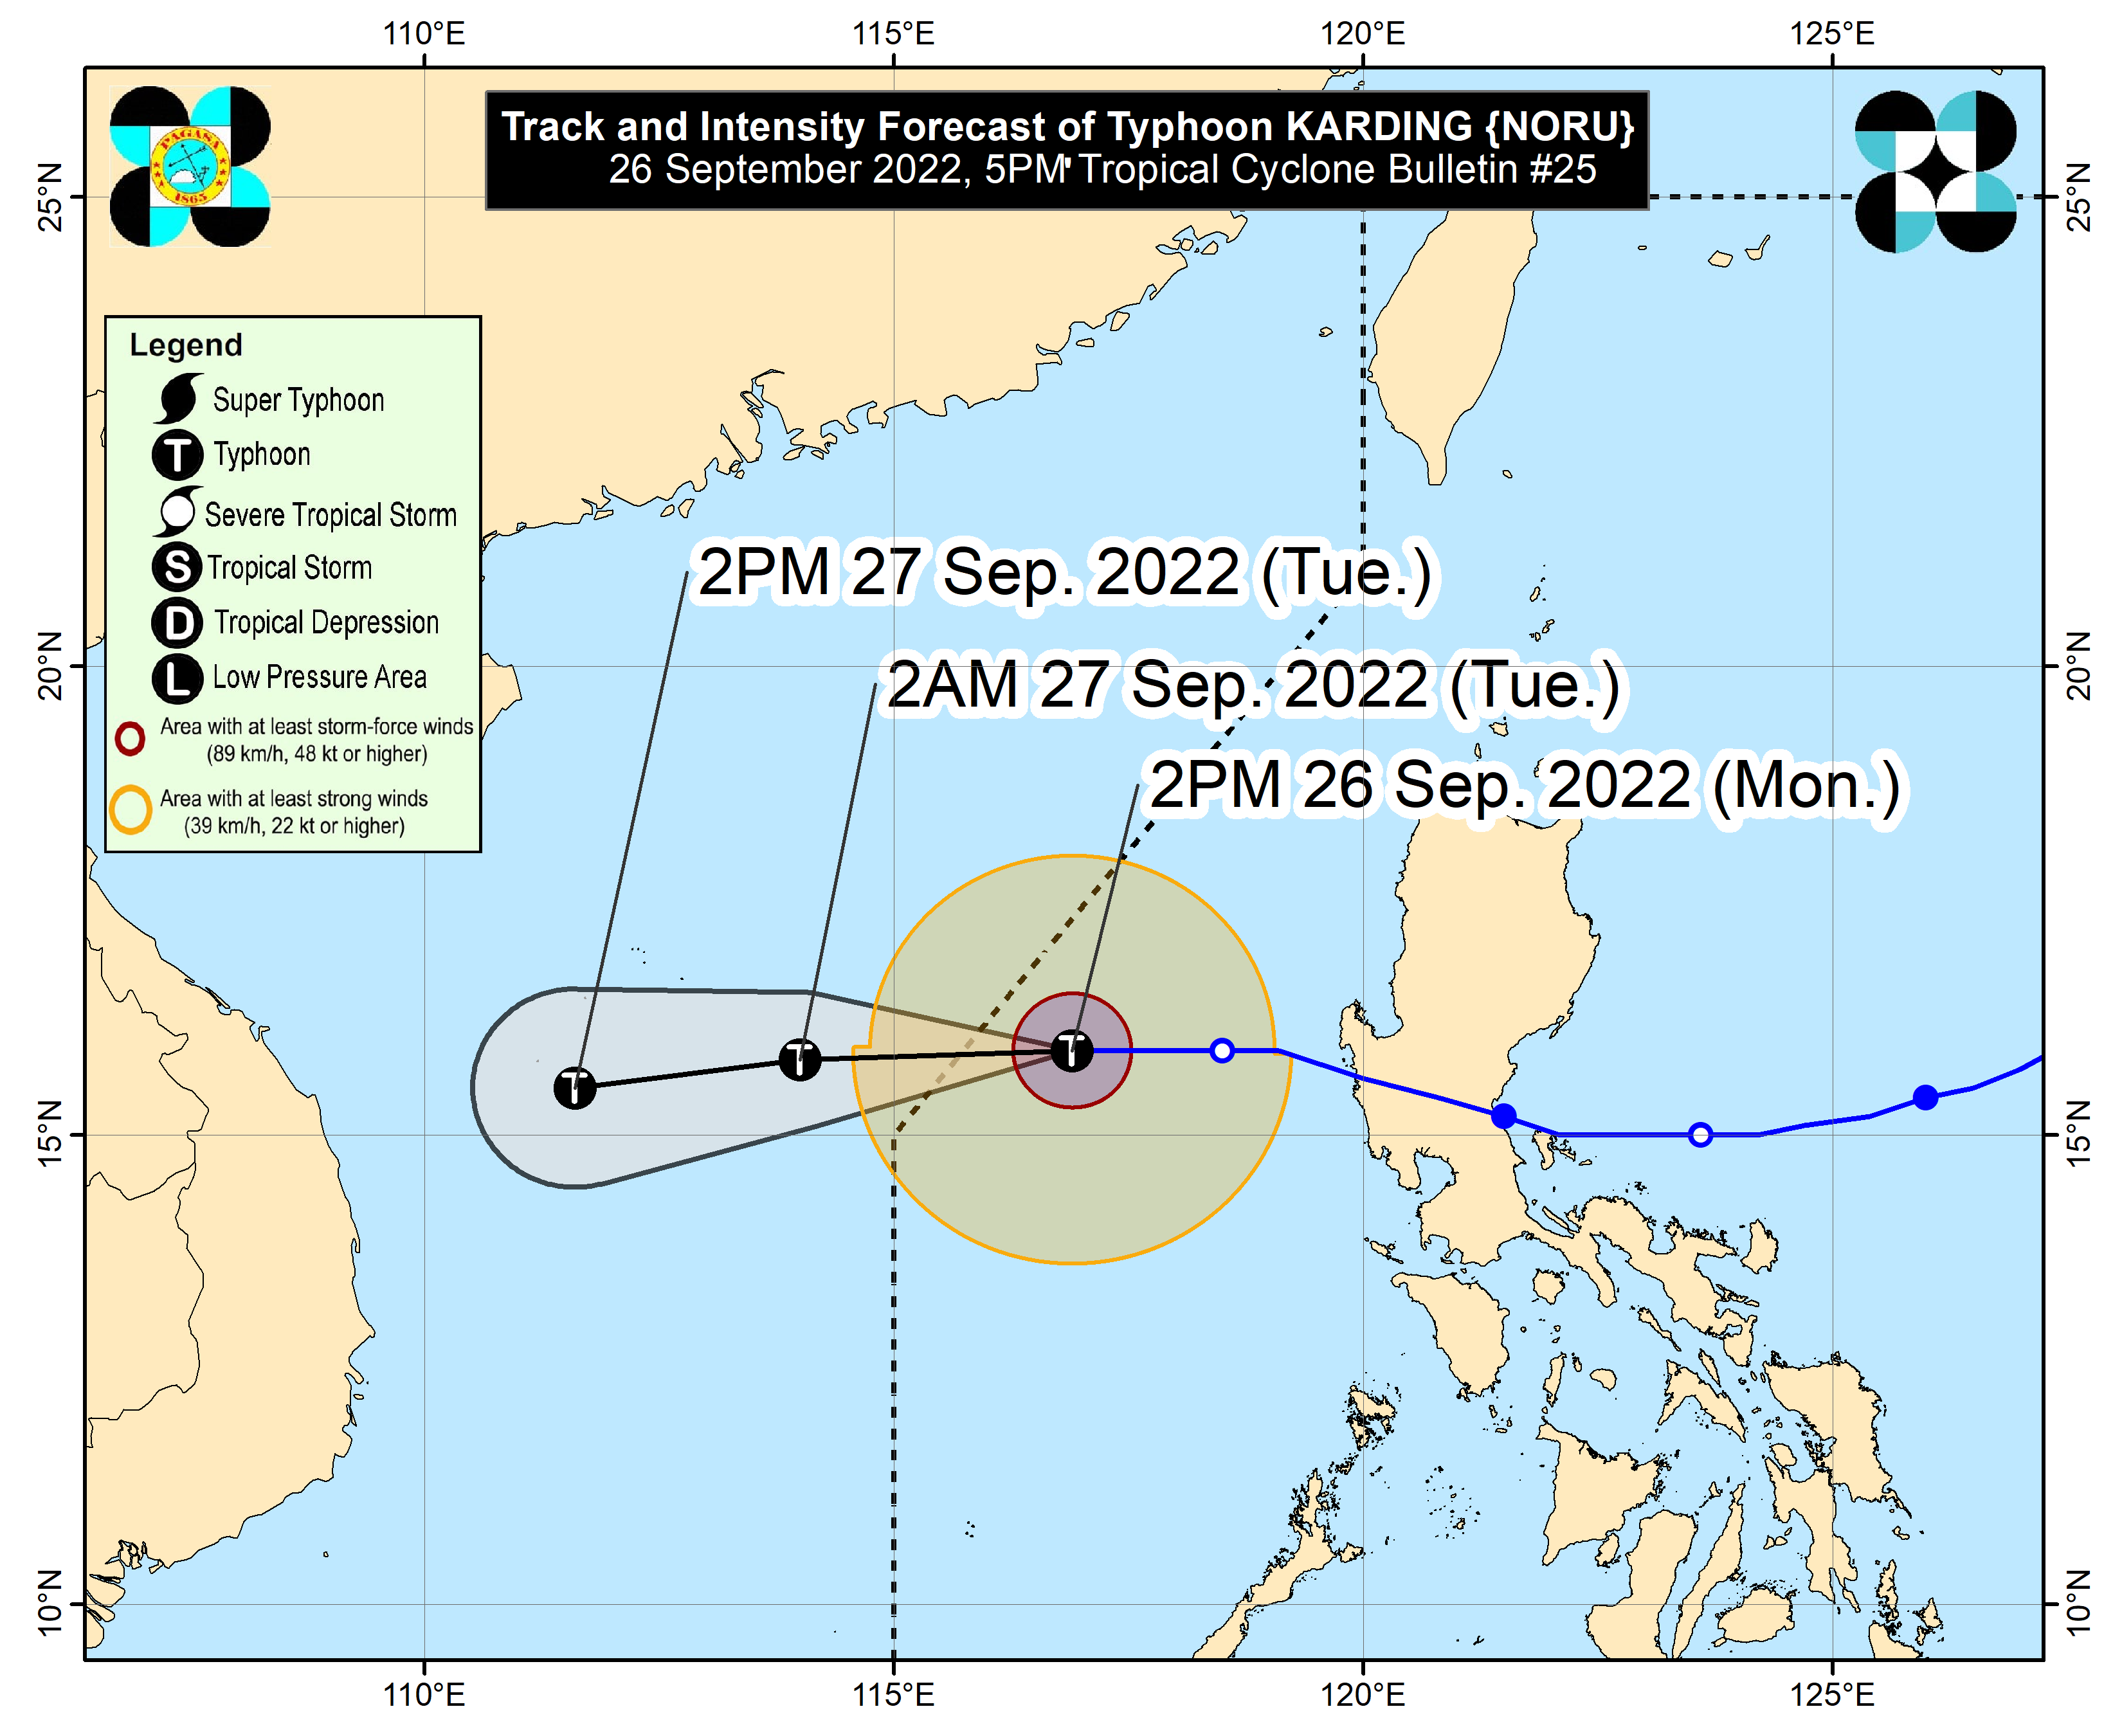 110°E 115°E 120°E 125°E
Track and Intensity Forecast of Typhoon KARDING {NORU}
26 September 2022, 5PM Tropical Cyclone Bulletin #25
PAGASA
1865
25°N
25°N
Legend
Super Typhoon
T Typhoon
Severe Tropical Storm
S Tropical Storm
D Tropical Depression
L Low Pressure Area
Area with at least storm-force winds
(89 km/h, 48 kt or higher)
Area with at least strong winds
(39 km/h, 22 kt or higher)
2PM 27 Sep. 2022 (Tue.)
20°N
20°N
2AM 27 Sep. 2022 (Tue.)
2PM 26 Sep. 2022 (Mon.)
T
T
T
15°N
15°N
10°N
10°N
110°E 115°E 120°E 125°E